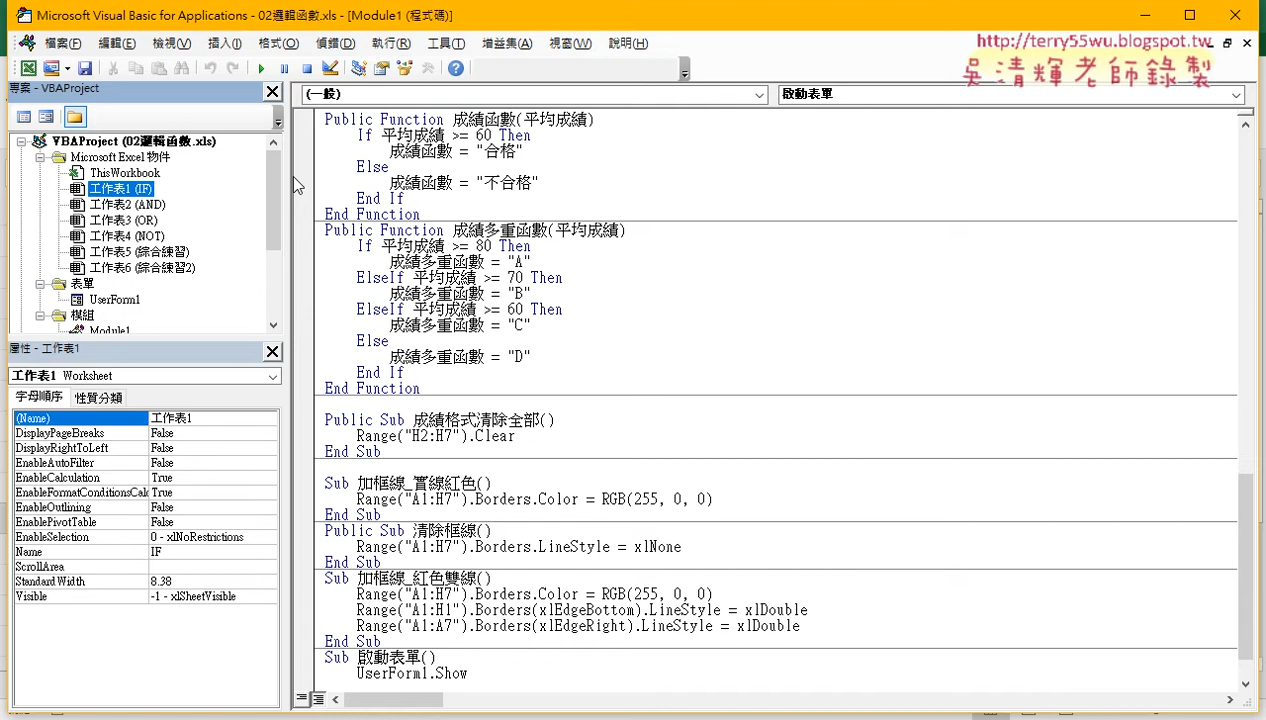 Microsoft Visual Basic for Applications - 02邏輯函數.xls - [Module1 (程式碼)]
檔案(F) 編輯(E) 檢視(V) 插入(I) 格式(O) 偵錯(D) 執行(R) 工具(T) 增益集(A) 視窗(W) 說明(H)
http://terry55wu.blogspot.tw
吳清輝老師錄製
專案 - VBAProject
VBAProject (02邏輯函數.xls)
Microsoft Excel 物件
ThisWorkbook
工作表1 (IF)
工作表2 (AND)
工作表3 (OR)
工作表4 (NOT)
工作表5 (綜合練習)
工作表6 (綜合練習2)
表單
UserForm1
模組
Module1
屬性 - 工作表1
工作表1 Worksheet
字母順序 性質分類
(Name) 工作表1
DisplayPageBreaks False
DisplayRightToLeft False
EnableAutoFilter False
EnableCalculation True
EnableFormatConditionsCalc True
EnableOutlining False
EnablePivotTable False
EnableSelection 0 - xlNoRestrictions
Name IF
ScrollArea
StandardWidth 8.38
Visible -1 - xlSheetVisible
(一般) 啟動表單
Public Function 成績函數(平均成績)
If 平均成績 >= 60 Then
成績函數 = "合格"
Else
成績函數 = "不合格"
End If
End Function
Public Function 成績多重函數(平均成績)
If 平均成績 >= 80 Then
成績多重函數 = "A"
ElseIf 平均成績 >= 70 Then
成績多重函數 = "B"
ElseIf 平均成績 >= 60 Then
成績多重函數 = "C"
Else
成績多重函數 = "D"
End If
End Function
Public Sub 成績格式清除全部()
Range("H2:H7").Clear
End Sub
Sub 加框線_實線紅色()
Range("A1:H7").Borders.Color = RGB(255, 0, 0)
End Sub
Public Sub 清除框線()
Range("A1:H7").Borders.LineStyle = xlNone
End Sub
Sub 加框線_紅色雙線()
Range("A1:H7").Borders.Color = RGB(255, 0, 0)
Range("A1:H1").Borders(xlEdgeBottom).LineStyle = xlDouble
Range("A1:A7").Borders(xlEdgeRight).LineStyle = xlDouble
End Sub
Sub 啟動表單()
UserForm1.Show